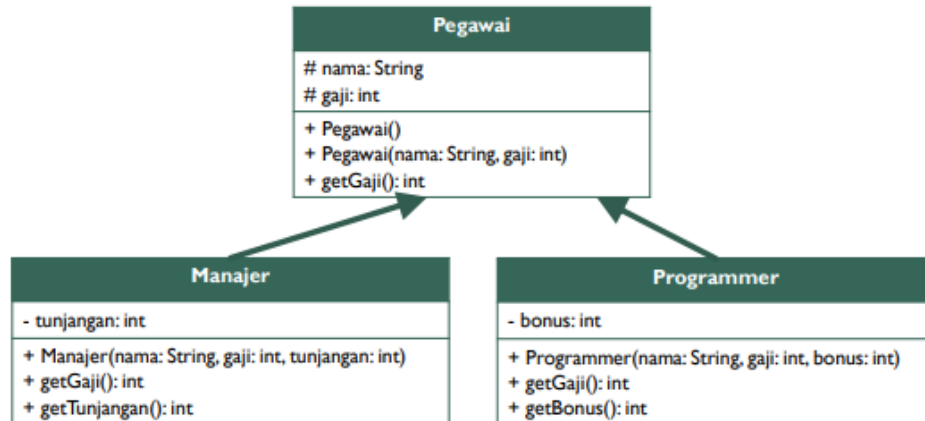 Pegawai
# nama: String
# gaji: int
+ Pegawai()
+ Pegawai(nama: String, gaji: int)
+ getGaji(): int
Manajer
- tunjangan: int
+ Manajer(nama: String, gaji: int, tunjangan: int)
+ getGaji(): int
+ getTunjangan(): int
Programmer
- bonus: int
+ Programmer(nama: String, gaji: int, bonus: int)
+ getGaji(): int
+ getBonus(): int